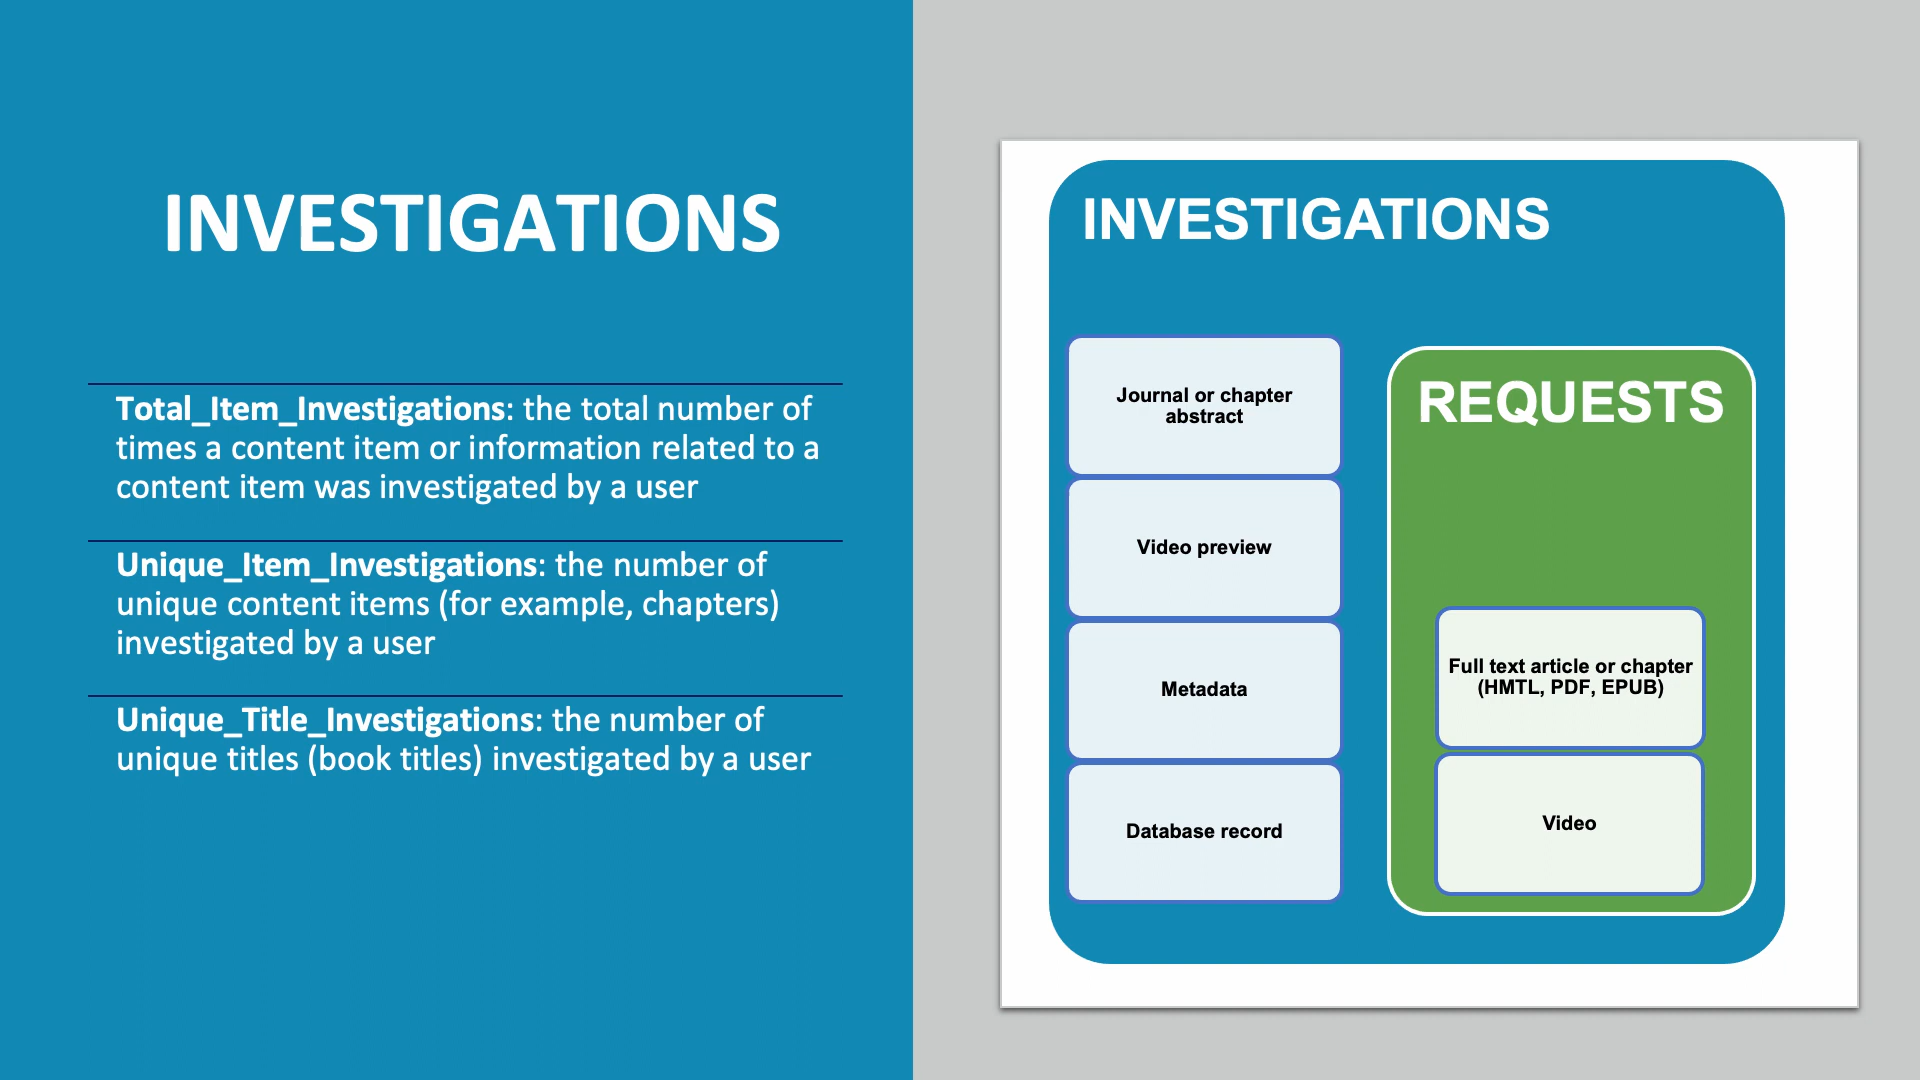 INVESTIGATIONS
Total_Item_Investigations: the total number of
times a content item or information related to a
content item was investigated by a user
Unique_Item_Investigations: the number of
unique content items (for example, chapters)
investigated by a user
Unique_Title_Investigations: the number of
unique titles (book titles) investigated by a user
INVESTIGATIONS
Journal or chapter
abstract
Video preview
Metadata
Database record
REQUESTS
Full text article or chapter
(HMTL, PDF, EPUB)
Video